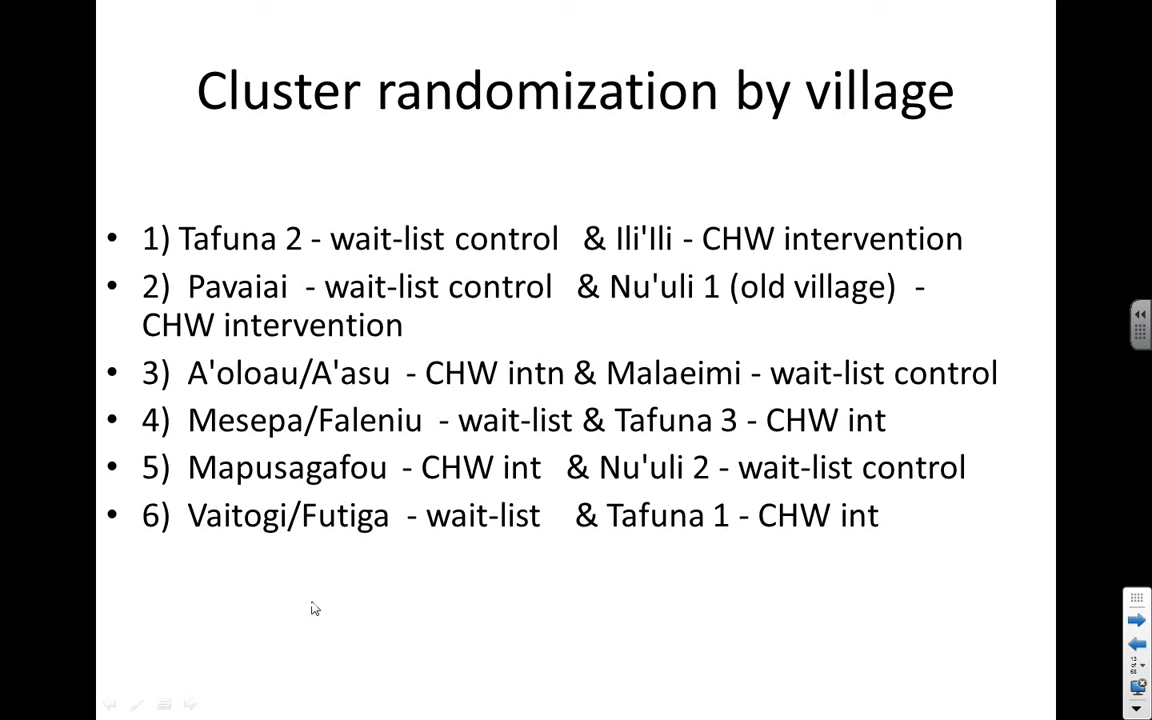 Cluster randomization by village
• 1) Tafuna 2 - wait-list control & Ili'Ili - CHW intervention
• 2) Pavaiai - wait-list control & Nu'uli 1 (old village) -
CHW intervention
• 3) A'oloau/A'asu - CHW intn & Malaeimi - wait-list control
• 4) Mesepa/Faleniu - wait-list & Tafuna 3 - CHW int
• 5) Mapusagafou - CHW int & Nu'uli 2 - wait-list control
• 6) Vaitogi/Futiga - wait-list & Tafuna 1 - CHW int
13
of